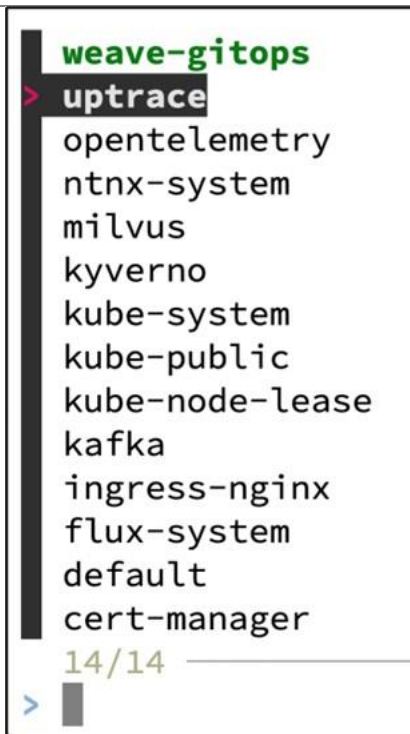 weave-gitops
> uptrace
opentelemetry
ntnx-system
milvus
kyverno
kube-system
kube-public
kube-node-lease
kafka
ingress-nginx
flux-system
default
cert-manager
14/14
>